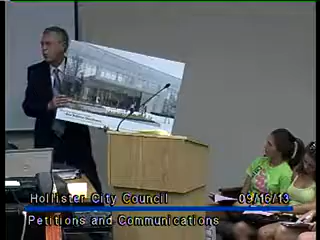 Hollister City Council 09/16/13
Petitions and Communications